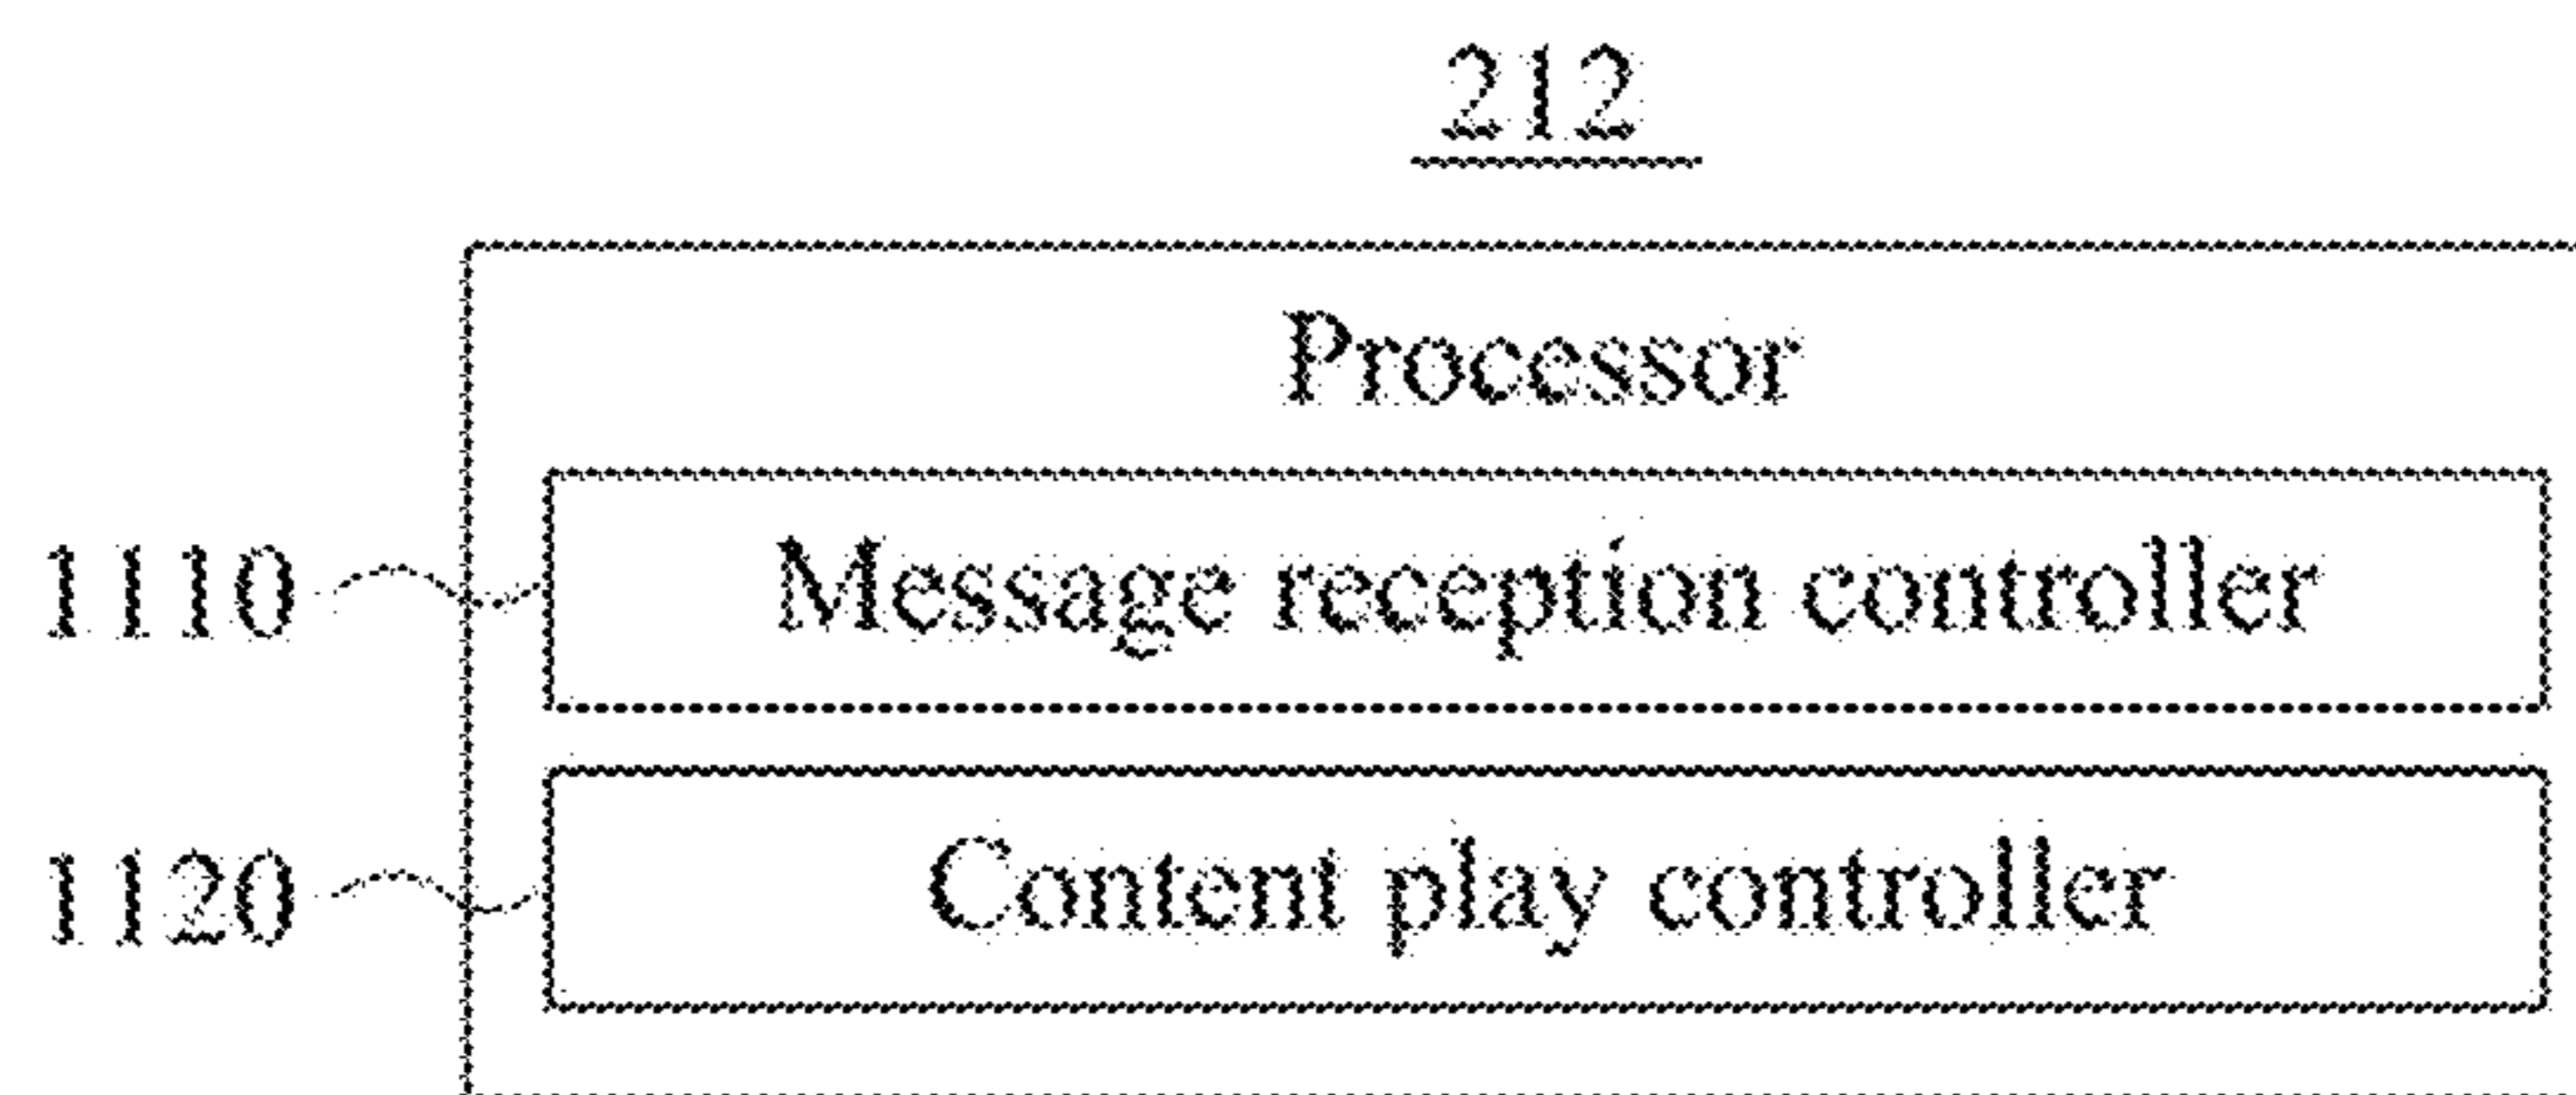 212
Processor
1110 Message reception controller
1120 Content play controller